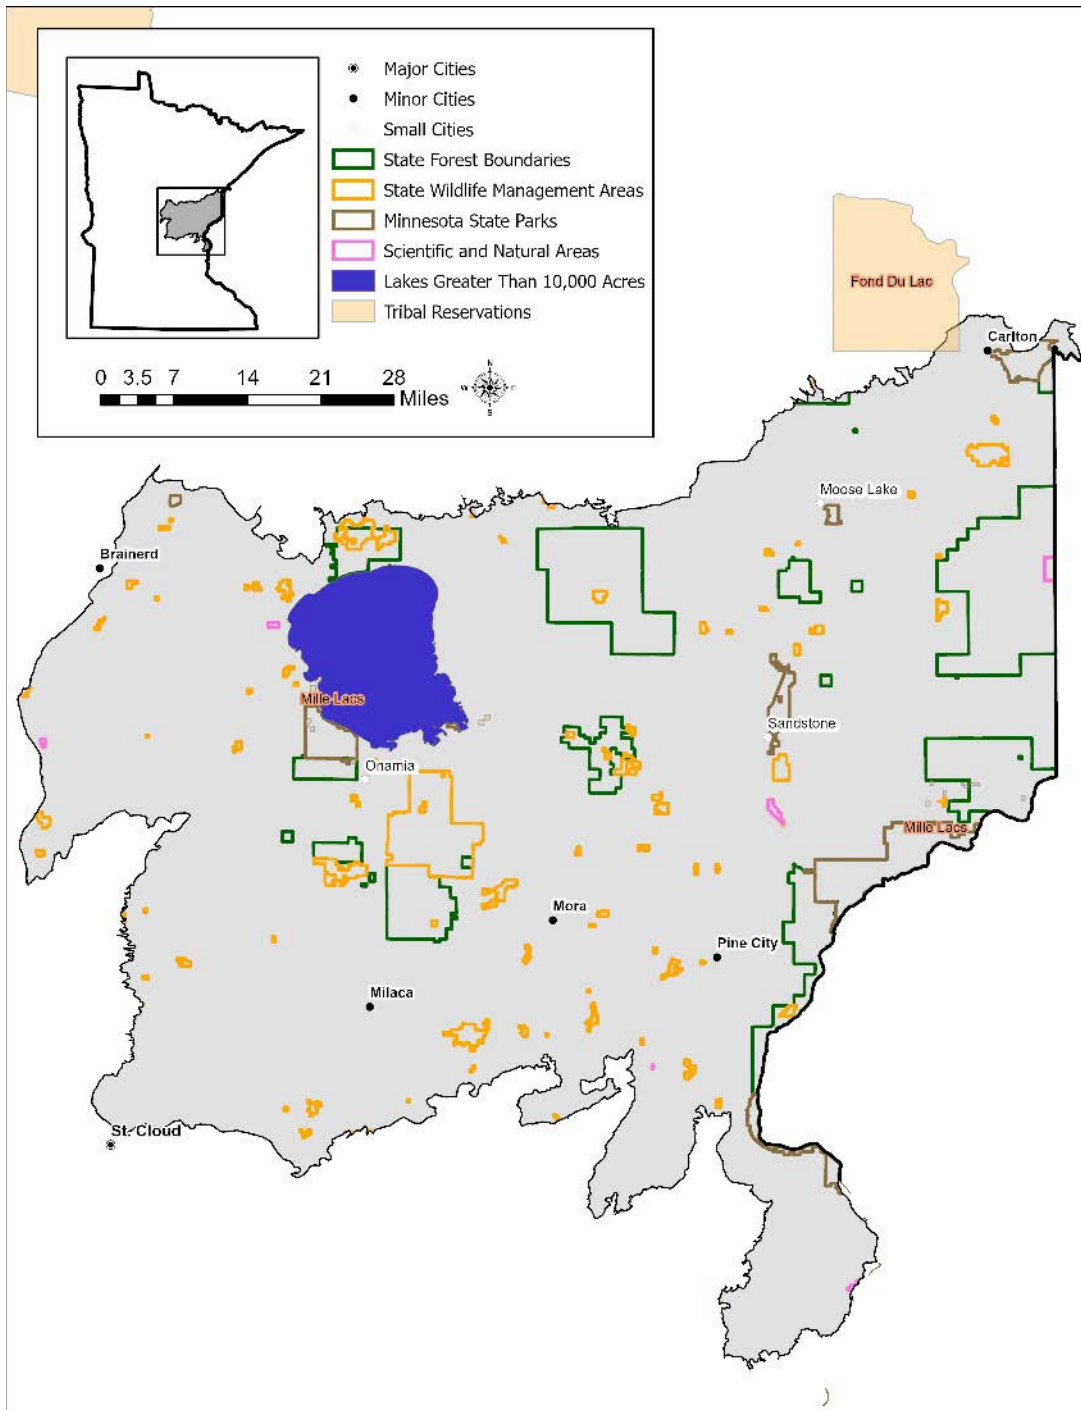 Major Cities
Minor Cities
Small Cities
State Forest Boundaries
State Wildlife Management Areas
Minnesota State Parks
Scientific and Natural Areas
Lakes Greater Than 10,000 Acres
Tribal Reservations
0 3.5 7 14 21 28
Miles
N
W E
S
Fond Du Lac
Carlton
Moose Lake
Brainerd
Mille Lacs
Sandstone
Onamia
Mille Lacs
Mora
Pine City
Milaca
St. Cloud